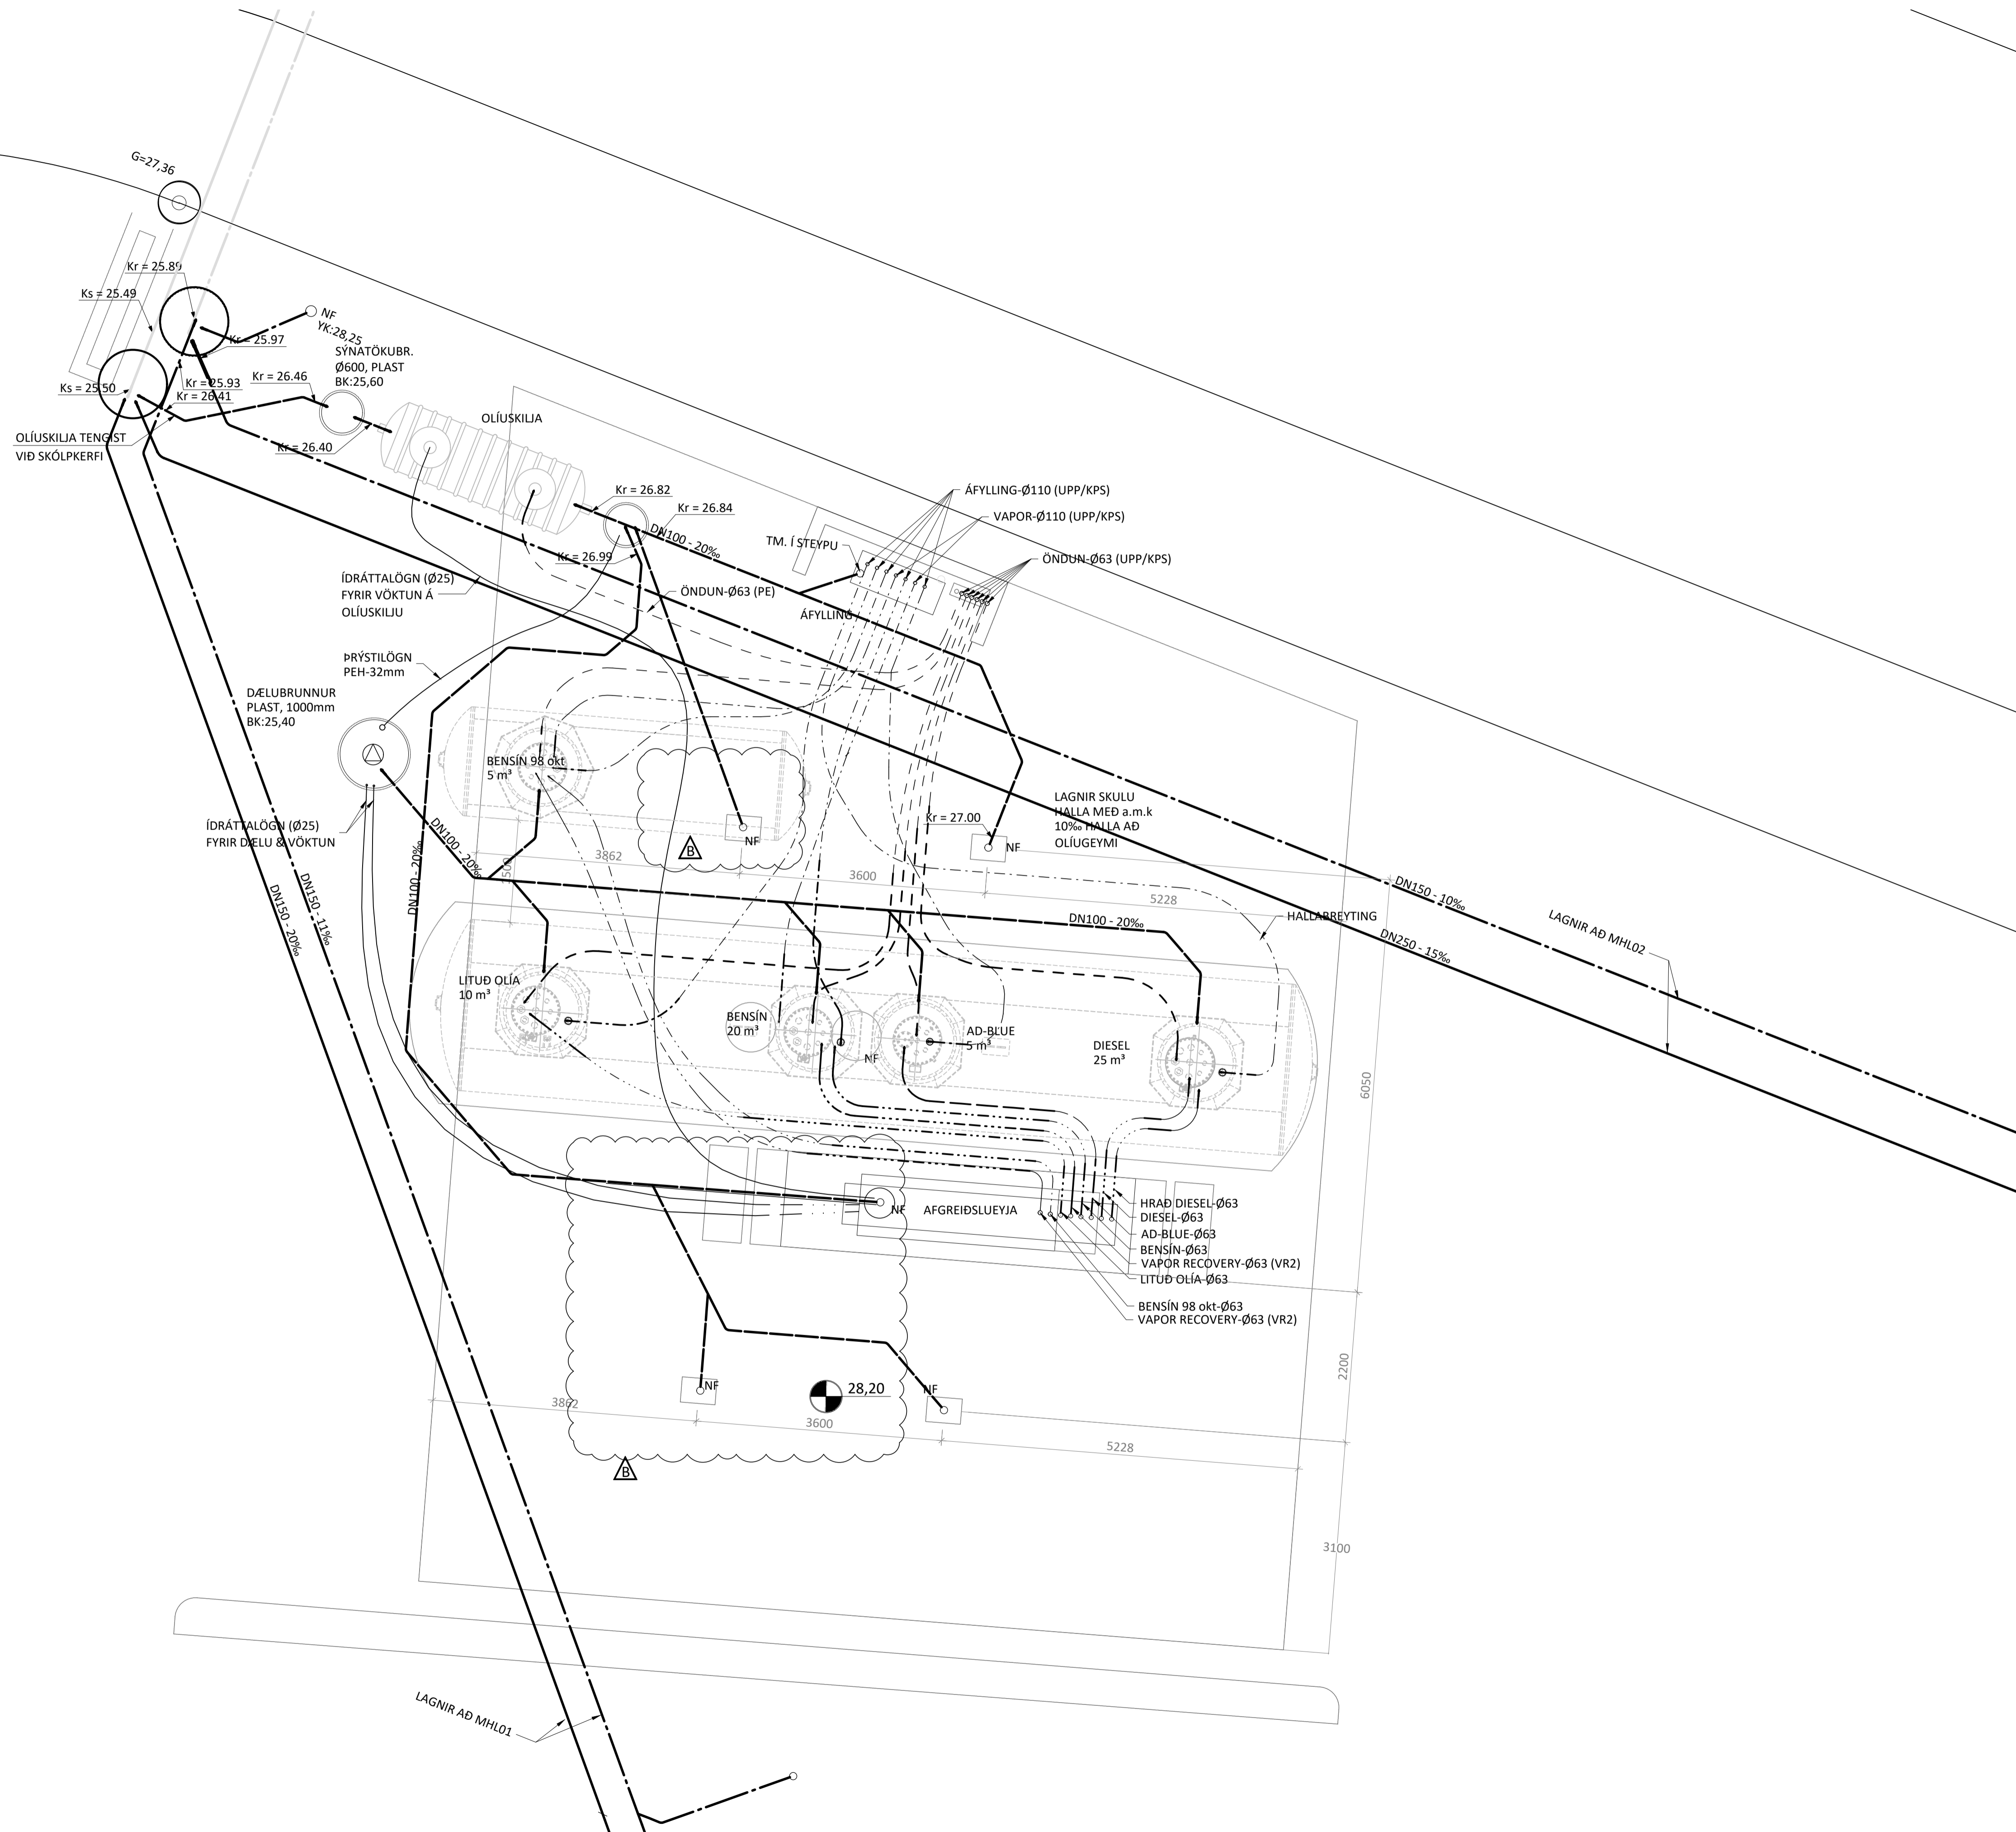 G=27,36
Kr = 25.89
Ks = 25.49
NF
YK:28,25
Kr = 25.97
SÝNATÖKUBR.
Ø600, PLAST
BK:25,60
Kr = 26.46
Kr = 25.93
Ks = 25.50
Kr = 26.41
OLÍUSKILJA
OLÍUSKILJA TENGIST
VIÐ SKÓLPKERFI
Kr = 26.40
Kr = 26.82
Kr = 26.84
DN100 - 20‰
Kr = 26.99
ÁFYLLING-Ø110 (UPP/KPS)
VAPOR-Ø110 (UPP/KPS)
TM. Í STEYPU
ÖNDUN-Ø63 (UPP/KPS)
ÍDRÁTTALÖGN (Ø25)
FYRIR VÖKTUN Á
OLÍUSKILJU
ÖNDUN-Ø63 (PE)
ÁFYLLING
ÞRÝSTILÖGN
PEH-32mm
DÆLUBRUNNUR
PLAST, 1000mm
BK:25,40
BENSÍN 98 okt
5 m³
LAGNIR SKULU
HALLA MEÐ a.m.k
10‰ HALLA AÐ
OLÍUGEYMI
Kr = 27.00
NF
NF
B
ÍDRÁTTALÖGN (Ø25)
FYRIR DÆLU & VÖKTUN
DN100 - 20‰
DN100 - 20‰
3862
3600
5228
DN150 - 10‰
DN150 - 20‰
DN150 - 11‰
DN100 - 20‰
HALLABREYTING
DN250 - 15‰
LAGNIR AÐ MHL02
LITUÐ OLÍA
10 m³
BENSÍN
20 m³
NF
AD-BLUE
5 m³
DIESEL
25 m³
6050
NF
AFGREIÐSLUEYJA
HRAÐ DIESEL-Ø63
DIESEL-Ø63
AD-BLUE-Ø63
BENSÍN-Ø63
VAPOR RECOVERY-Ø63 (VR2)
LITUÐ OLÍA-Ø63
BENSÍN 98 okt-Ø63
VAPOR RECOVERY-Ø63 (VR2)
2200
NF
28,20
NF
3862
3600
5228
B
3100
LAGNIR AÐ MHL01